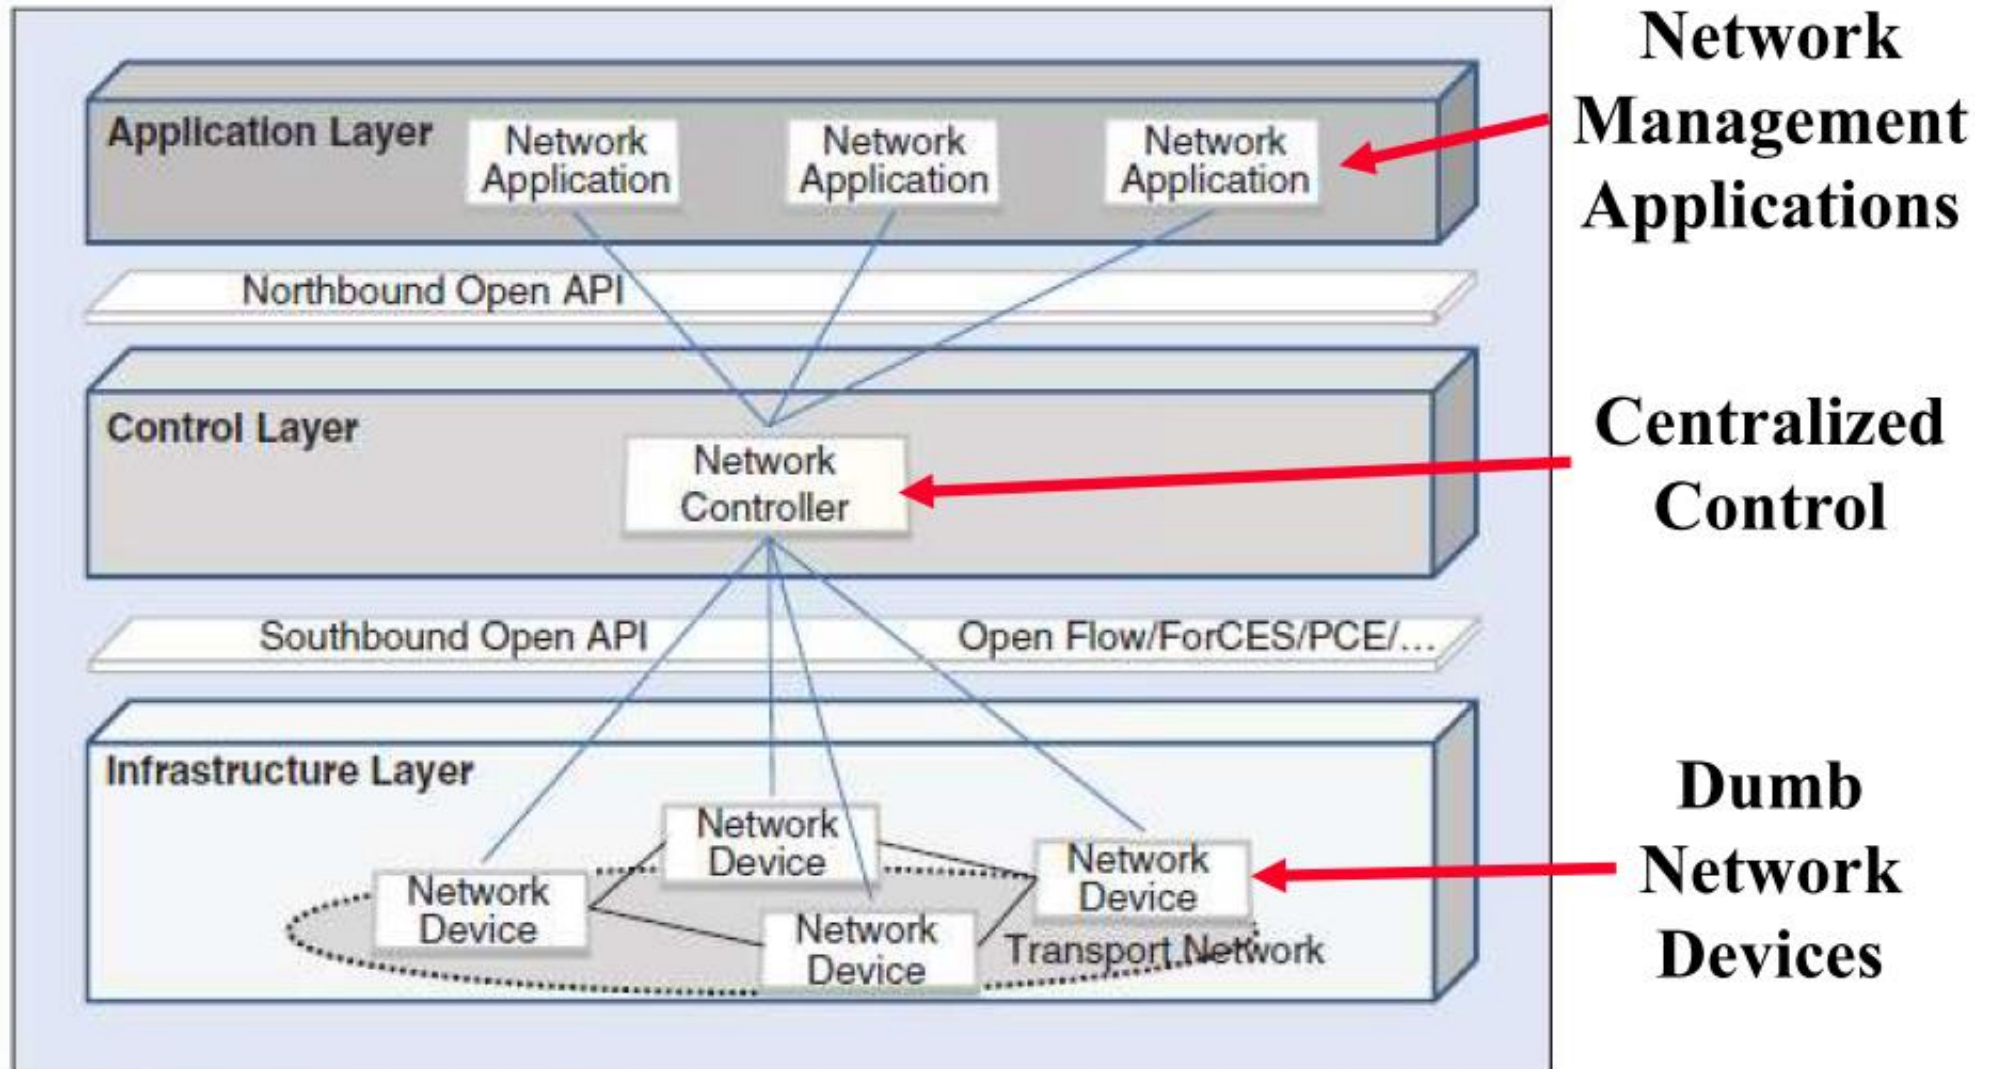 Network
Management
Applications
Application Layer
Network
Application
Network
Application
Network
Application
Northbound Open API
Control Layer
Network
Controller
Centralized
Control
Southbound Open API
Open Flow/ForCES/PCE/...
Infrastructure Layer
Network
Device
Network
Device
Network
Device
Network
Device
Transport Network
Dumb
Network
Devices